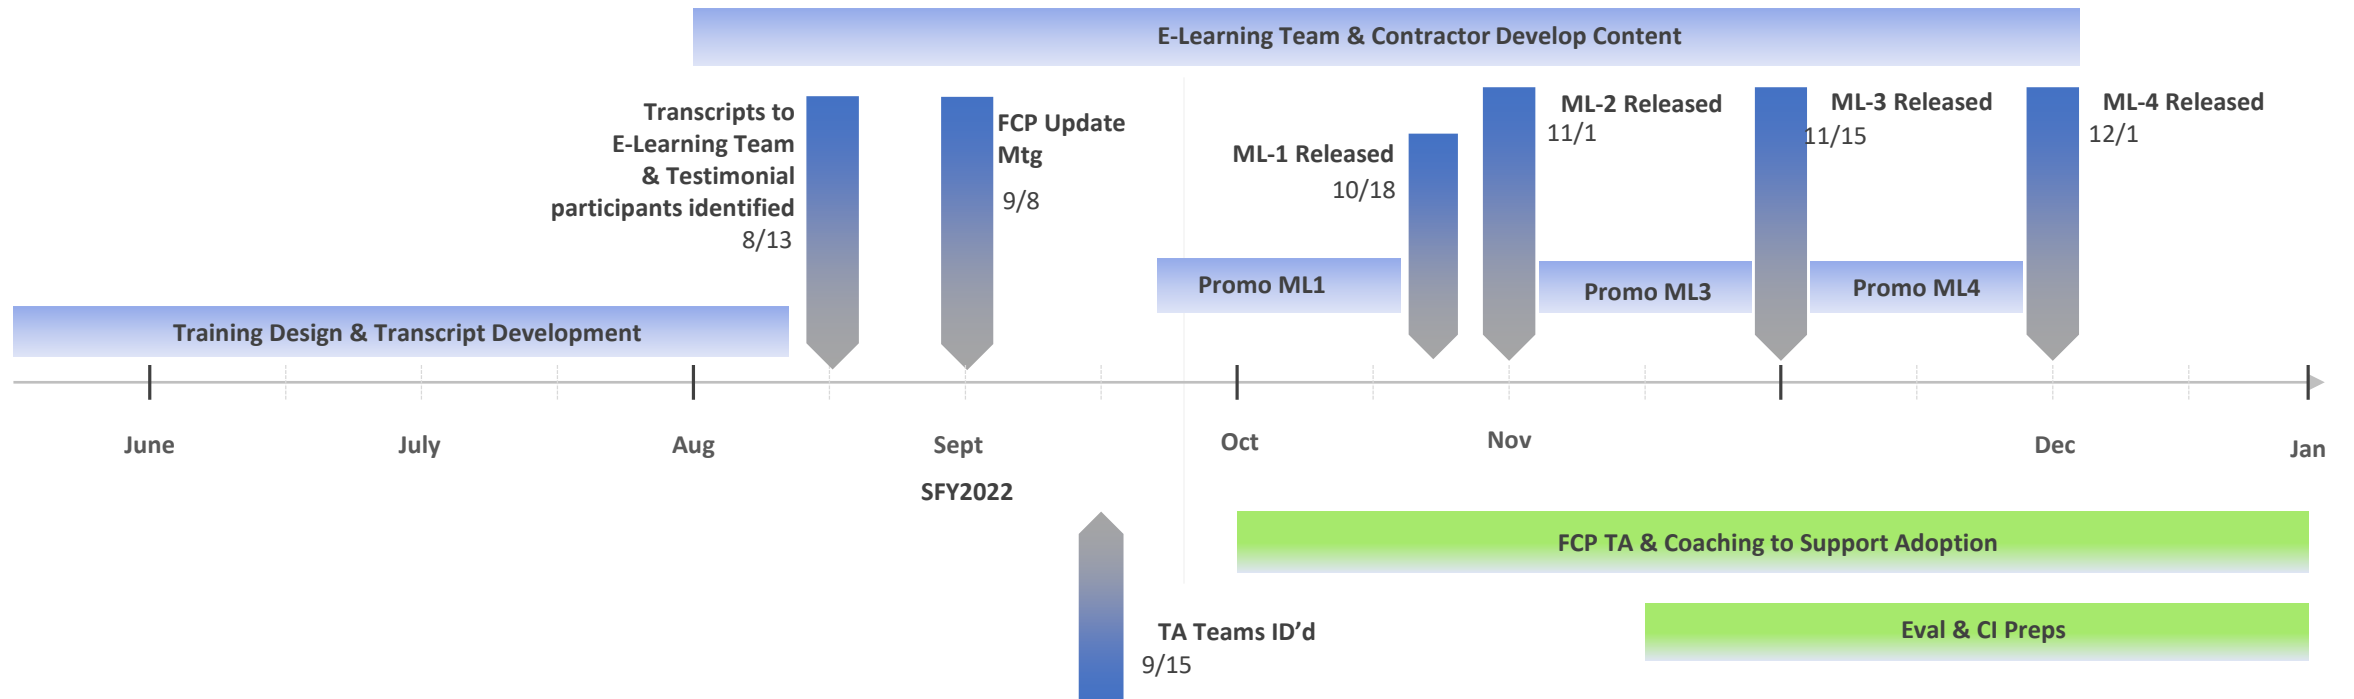 E-Learning Team & Contractor Develop Content
Transcripts to
E-Learning Team
& Testimonial
participants identified
8/13
FCP Update
Mtg
9/8
ML-1 Released
10/18
ML-2 Released
11/1
ML-3 Released
11/15
ML-4 Released
12/1
Promo ML1
Promo ML3
Promo ML4
Training Design & Transcript Development
June
July
Aug
Sept
Oct
Nov
Dec
Jan
SFY2022
FCP TA & Coaching to Support Adoption
TA Teams ID’d
9/15
Eval & CI Preps